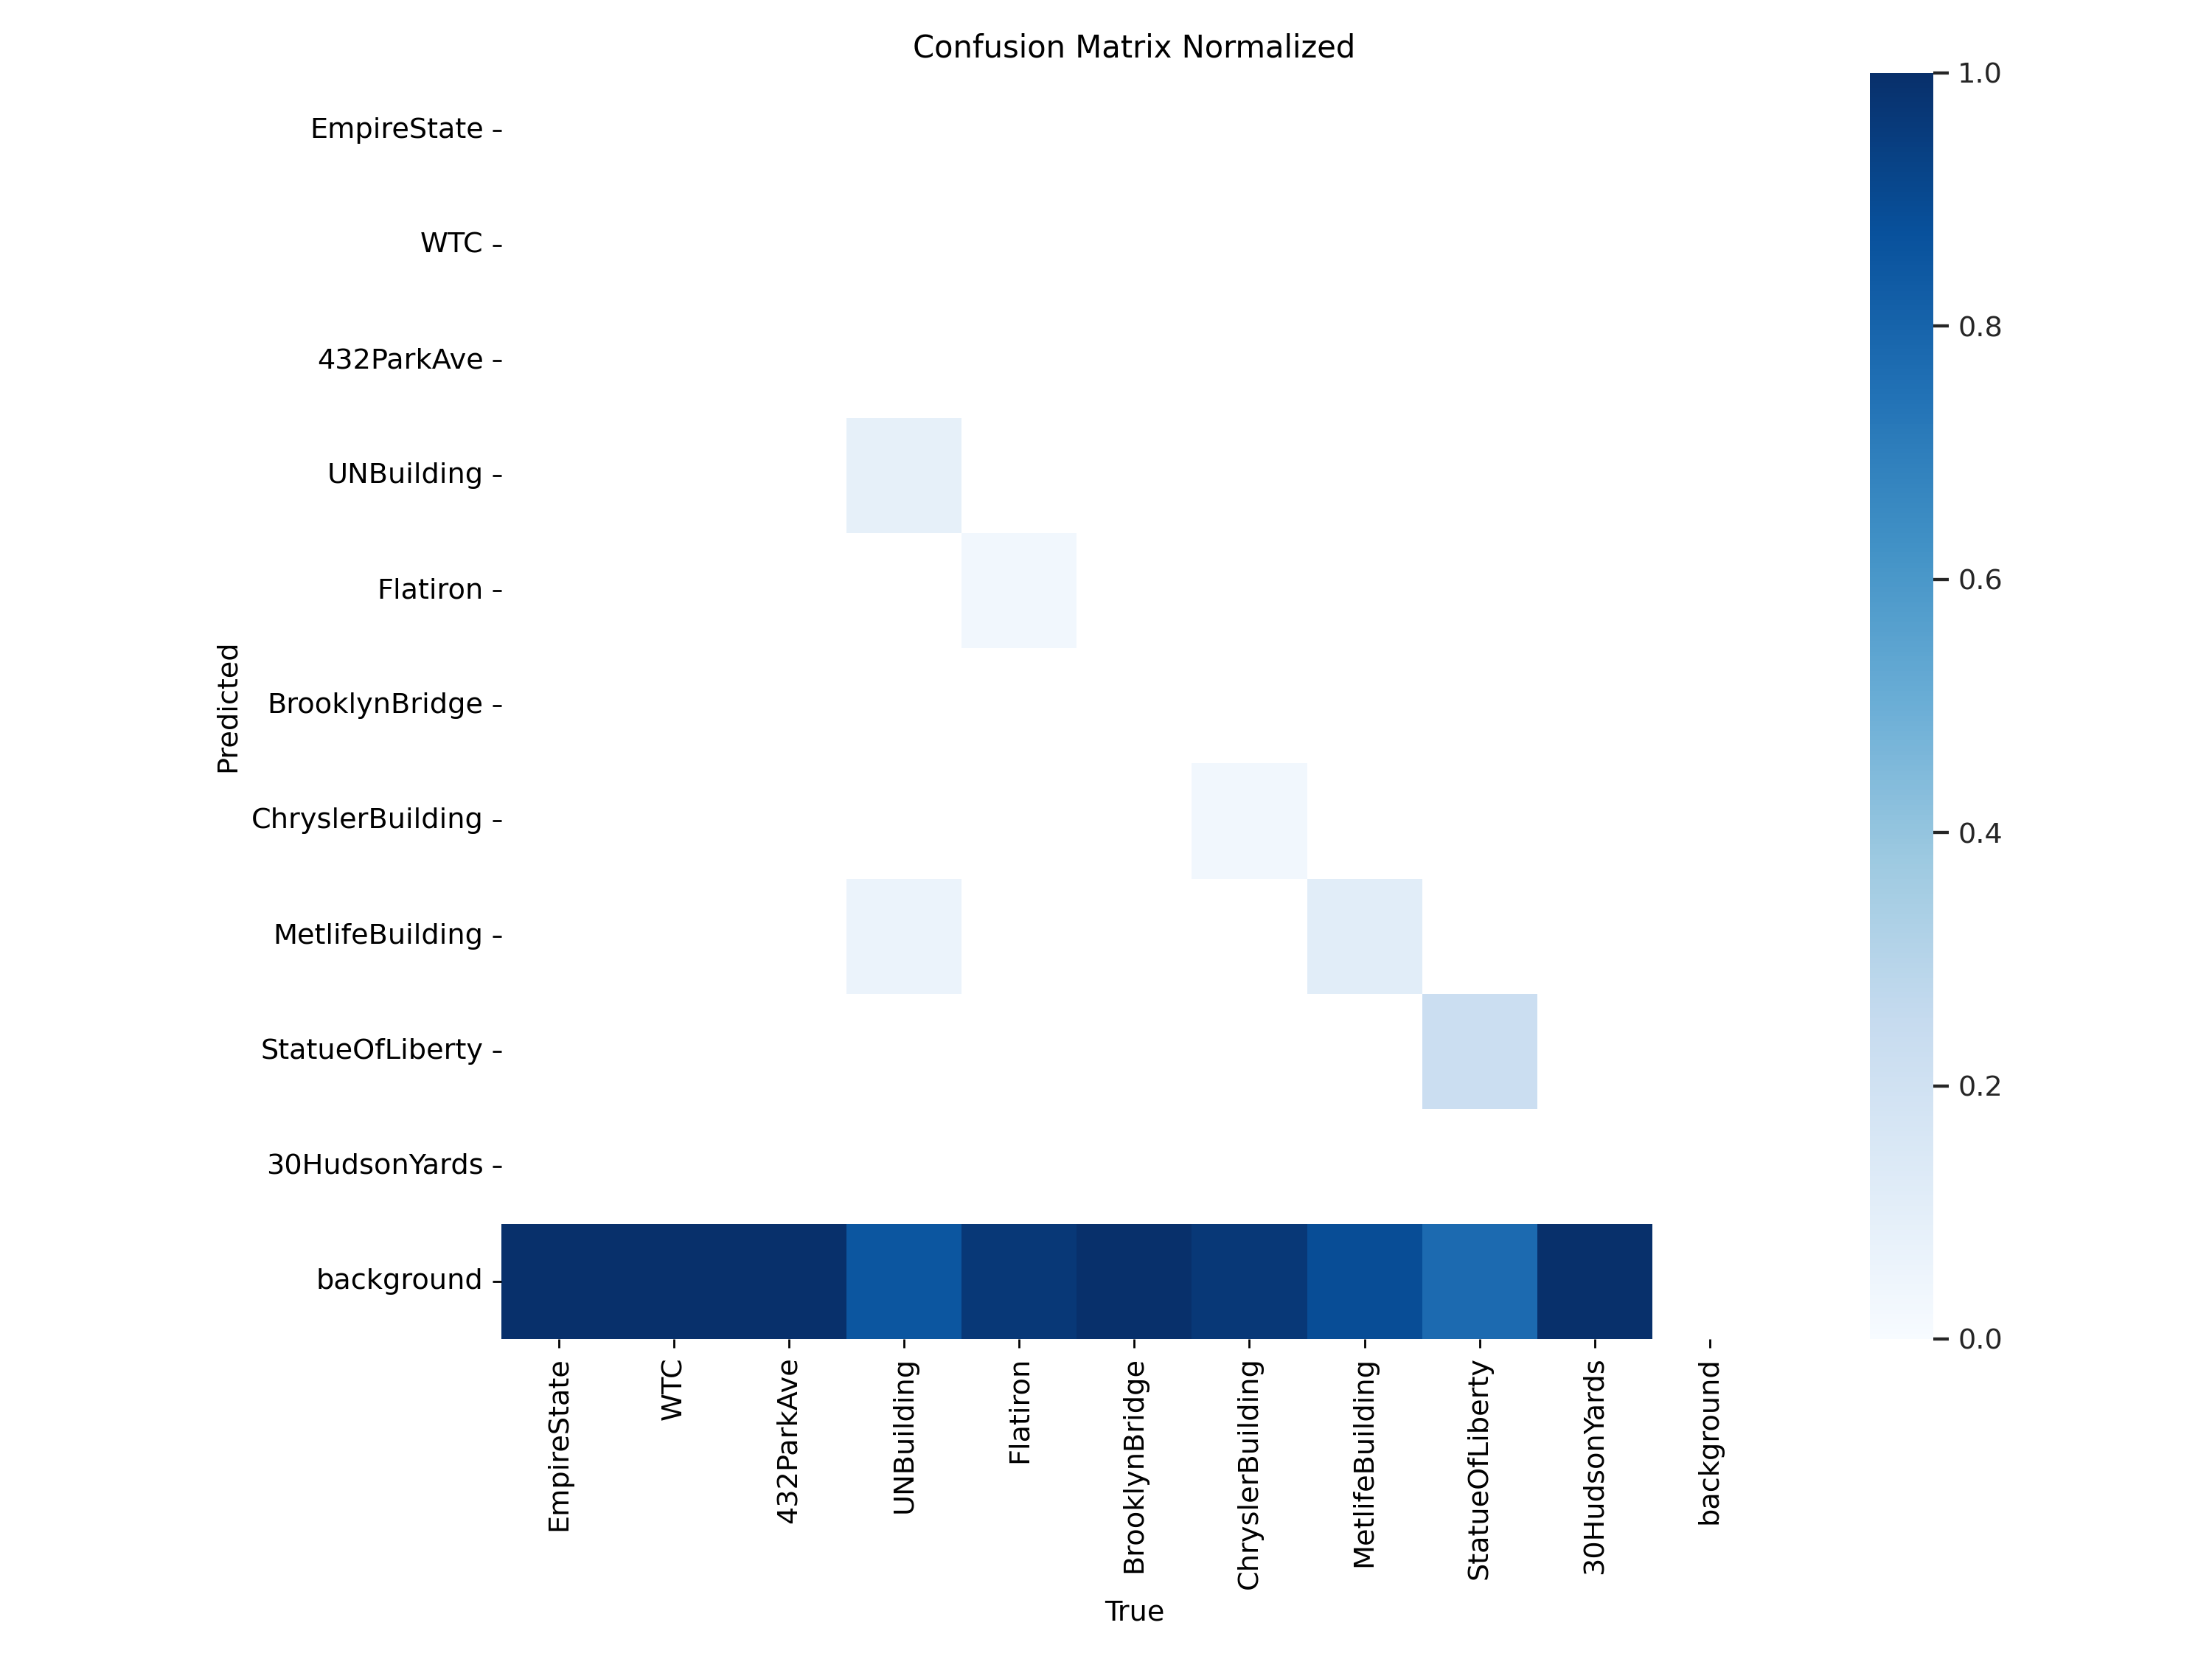 Confusion Matrix Normalized
EmpireState
WTC
432ParkAve
UNBuilding
Flatiron
BrooklynBridge
ChryslerBuilding
MetlifeBuilding
StatueOfLiberty
30HudsonYards
background
Predicted
EmpireState
WTC
432ParkAve
UNBuilding
Flatiron
BrooklynBridge
ChryslerBuilding
MetlifeBuilding
StatueOfLiberty
30HudsonYards
background
True
1.0
0.8
0.6
0.4
0.2
0.0